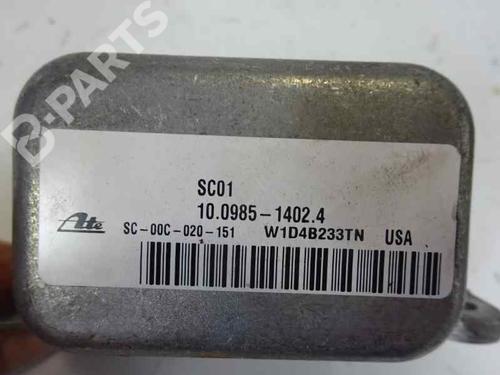 B-PARTS
SC01
10.0985-1402.4
Ate
SC-00C-020-151 W1D4B233TN USA